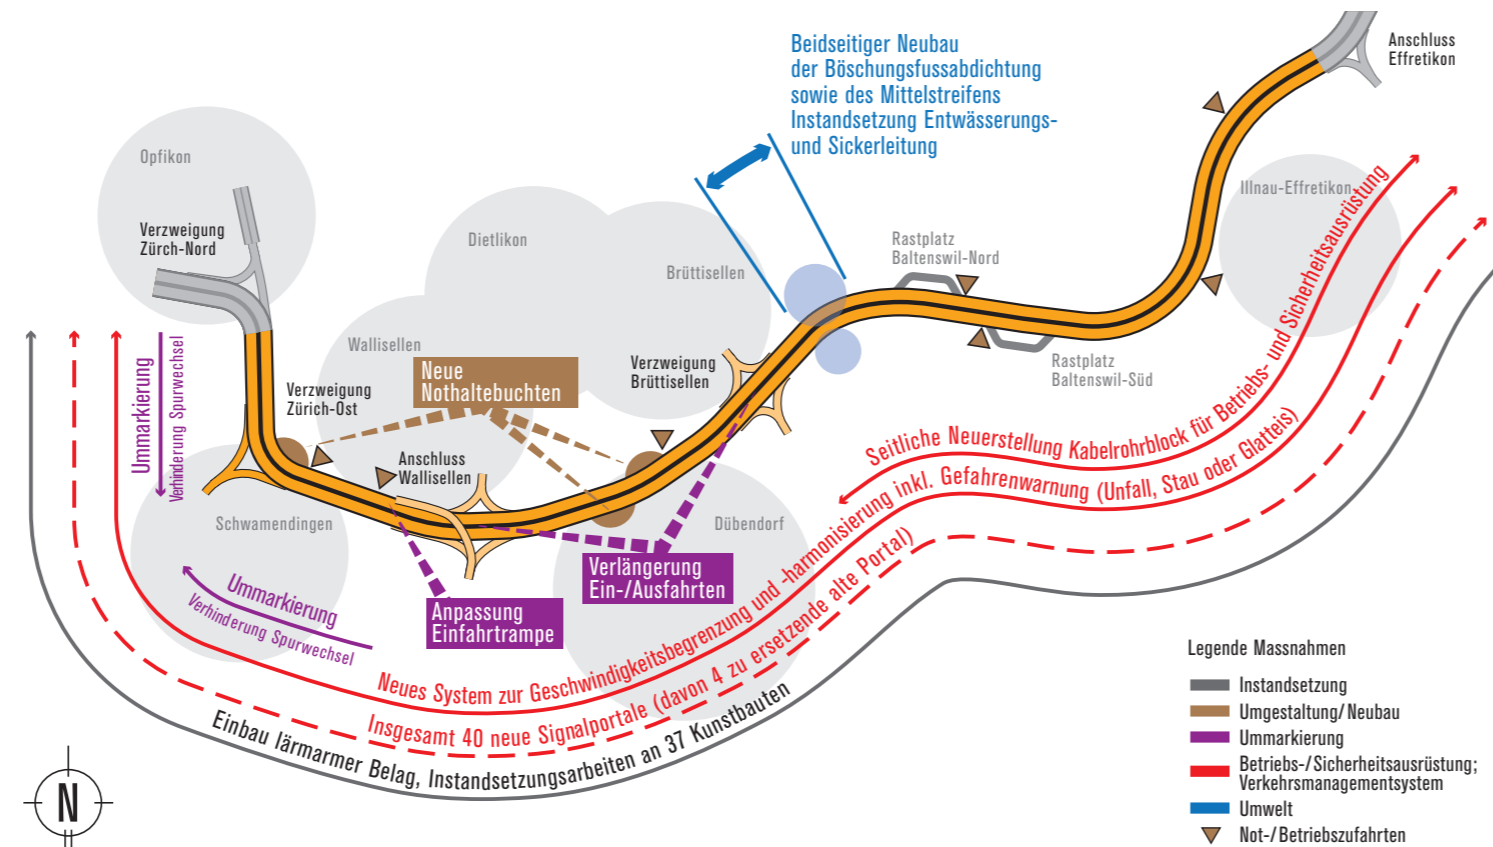 Beidseitiger Neubau
der Böschungsfussabdichtung
sowie des Mittelstreifens
Instandsetzung Entwässerungs-
und Sickerleitung
Anschluss
Effretikon
Opfikon
Verzweigung
Zürch-Nord
Dietlikon
Brüttisellen
Rastplatz
Baltenswil-Nord
Illnau-Effretikon
Wallisellen
Neue
Nothaltebuchten
Verzweigung
Brüttisellen
Rastplatz
Baltenswil-Süd
Verzweigung
Zürich-Ost
Ummarkierung
Verhinderung Spurwechsel
Anschluss
Wallisellen
Schwamendingen
Dübendorf
Verlängerung
Ein-/Ausfahrten
Anpassung
Einfahrtrampe
Ummarkierung
Verhinderung Spurwechsel
Seitliche Neuerstellung Kabelrohrblock für Betriebs- und Sicherheitsausrüstung
Neues System zur Geschwindigkeitsbegrenzung und -harmonisierung inkl. Gefahrenwarnung (Unfall, Stau oder Glatteis)
Insgesamt 40 neue Signalportale (davon 4 zu ersetzende alte Portal)
Einbau lärmarmer Belag, Instandsetzungsarbeiten an 37 Kunstbauten
N
Legende Massnahmen
Instandsetzung
Umgestaltung/Neubau
Ummarkierung
Betriebs-/Sicherheitsausrüstung;
Verkehrsmanagementsystem
Umwelt
Not-/Betriebszufahrten